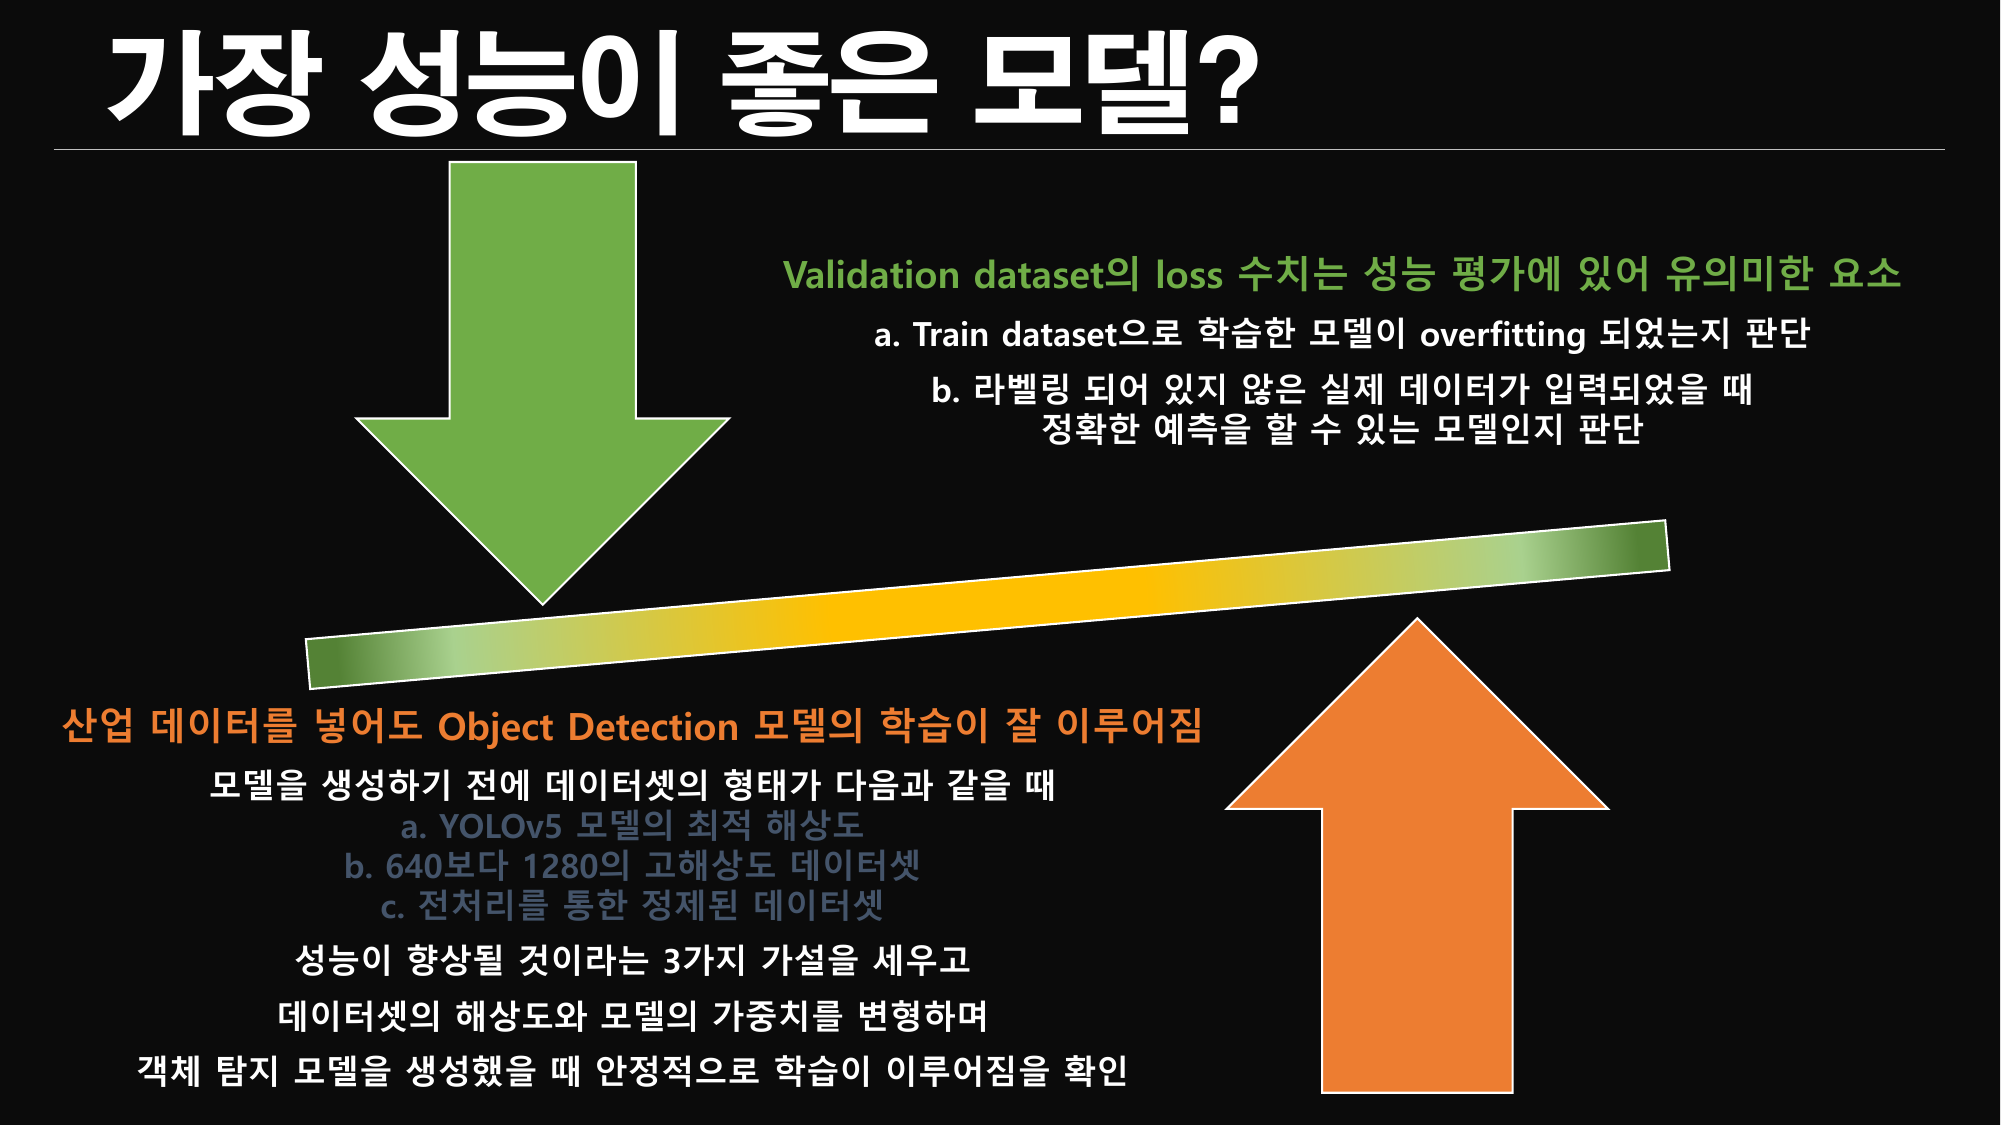 가장 성능이 좋은 모델?
Validation dataset의 loss 수치는 성능 평가에 있어 유의미한 요소
a. Train dataset으로 학습한 모델이 overfitting 되었는지 판단
b. 라벨링 되어 있지 않은 실제 데이터가 입력되었을 때
정확한 예측을 할 수 있는 모델인지 판단
산업 데이터를 넣어도 Object Detection 모델의 학습이 잘 이루어짐
모델을 생성하기 전에 데이터셋의 형태가 다음과 같을 때
a. YOLOv5 모델의 최적 해상도
b. 640보다 1280의 고해상도 데이터셋
c. 전처리를 통한 정제된 데이터셋
성능이 향상될 것이라는 3가지 가설을 세우고
데이터셋의 해상도와 모델의 가중치를 변형하며
객체 탐지 모델을 생성했을 때 안정적으로 학습이 이루어짐을 확인